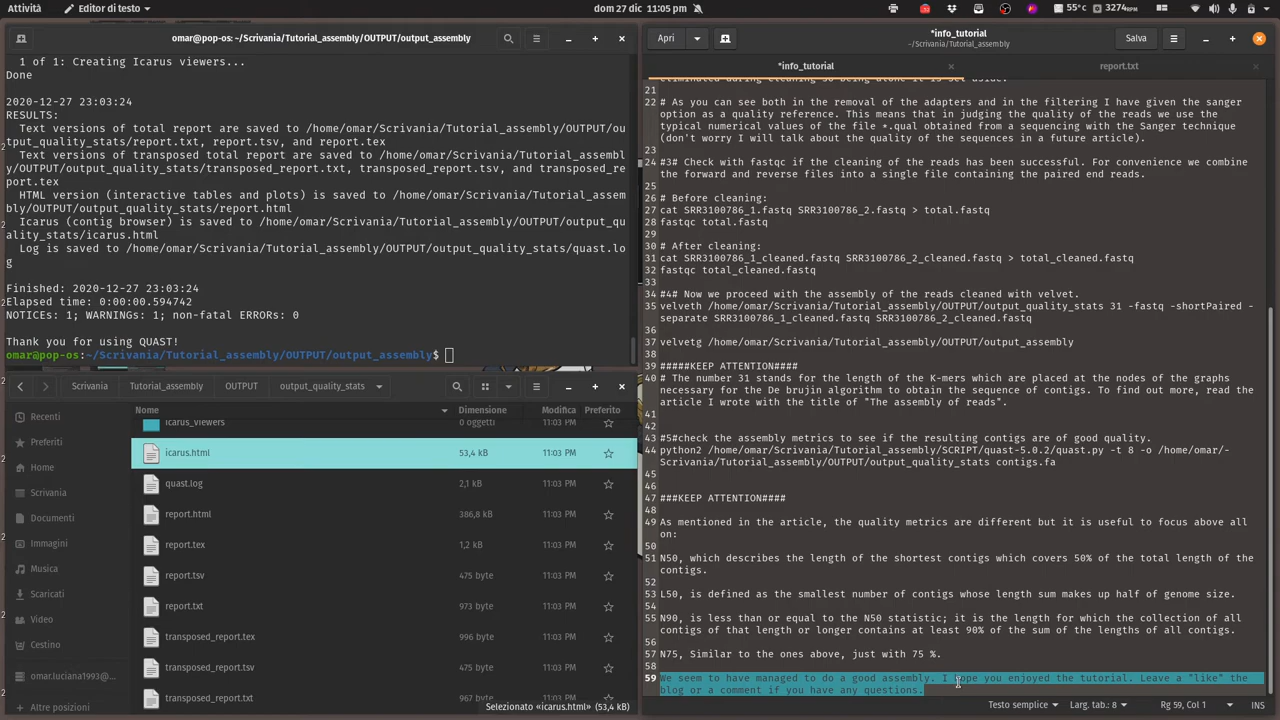 Attività
Editor di testo
dom 27 dic 11:05 PM
55°C
3274RPM
omar@pop-os: ~/Scrivania/Tutorial_assembly/OUTPUT/output_assembly
1 of 1: Creating Icarus viewers...
Done
2020-12-27 23:03:24
RESULTS:
Text versions of total report are saved to /home/omar/Scrivania/Tutorial_assembly/OUTPUT/ou
tput_quality_stats/report.txt, report.tsv, and report.tex
Text versions of transposed total report are saved to /home/omar/Scrivania/Tutorial_assembl
y/OUTPUT/output_quality_stats/transposed_report.txt, transposed_report.tsv, and transposed_re
port.tex
HTML version (interactive tables and plots) is saved to /home/omar/Scrivania/Tutorial_assem
bly/OUTPUT/output_quality_stats/report.html
Icarus (contig browser) is saved to /home/omar/Scrivania/Tutorial_assembly/OUTPUT/output_qu
ality_stats/icarus.html
Log is saved to /home/omar/Scrivania/Tutorial_assembly/OUTPUT/output_quality_stats/quast.lo
g
Finished: 2020-12-27 23:03:24
Elapsed time: 0:00:00.594742
NOTICES: 1; WARNINGS: 1; non-fatal ERRORS: 0
Thank you for using QUAST!
omar@pop-os:~/Scrivania/Tutorial_assembly/OUTPUT/output_assembly$
Scrivania
Tutorial_assembly
OUTPUT
output_quality_stats
Recenti
Preferiti
Home
Scrivania
Documenti
Immagini
Musica
Scaricati
Video
Cestino
omar.luciana1993@...
Altre posizioni
Nome Dimensione Modifica Preferito
icarus_viewers 0 oggetti 11:03 PM
icarus.html 53,4 kB 11:03 PM
quast.log 2,1 kB 11:03 PM
report.html 386,8 kB 11:03 PM
report.tex 1,2 kB 11:03 PM
report.tsv 475 byte 11:03 PM
report.txt 973 byte 11:03 PM
transposed_report.tex 996 byte 11:03 PM
transposed_report.tsv 475 byte 11:03 PM
transposed_report.txt 11:03 PM
Selezionato «icarus.html» (53,4 kB)
Apri
*info_tutorial
~/Scrivania/Tutorial_assembly
Salva
*info_tutorial
report.txt
eliminated during cleaning so being alone it is set aside.
21
22 # As you can see both in the removal of the adapters and in the filtering I have given the sanger
option as a quality reference. This means that in judging the quality of the reads we use the
typical numerical values of the file *.qual obtained from a sequencing with the Sanger technique
(don't worry I will talk about the quality of the sequences in a future article).
23
24 #3# Check with fastqc if the cleaning of the reads has been successful. For convenience we combine
the forward and reverse files into a single file containing the paired end reads.
25
26 # Before cleaning:
27 cat SRR3100786_1.fastq SRR3100786_2.fastq > total.fastq
28 fastqc total.fastq
29
30 # After cleaning:
31 cat SRR3100786_1_cleaned.fastq SRR3100786_2_cleaned.fastq > total_cleaned.fastq
32 fastqc total_cleaned.fastq
33
34 #4# Now we proceed with the assembly of the reads cleaned with velvet.
35 velveth /home/omar/Scrivania/Tutorial_assembly/OUTPUT/output_quality_stats 31 -fastq -shortPaired -
separate SRR3100786_1_cleaned.fastq SRR3100786_2_cleaned.fastq
36
37 velvetg /home/omar/Scrivania/Tutorial_assembly/OUTPUT/output_assembly
38
39 #####KEEP ATTENTION####
40 # The number 31 stands for the length of the K-mers which are placed at the nodes of the graphs
necessary for the De brujin algorithm to obtain the sequence of contigs. To find out more, read the
article I wrote with the title of "The assembly of reads".
41
42
43 #5#check the assembly metrics to see if the resulting contigs are of good quality.
44 python2 /home/omar/Scrivania/Tutorial_assembly/SCRIPT/quast-5.0.2/quast.py -t 8 -o /home/omar/-
Scrivania/Tutorial_assembly/OUTPUT/output_quality_stats contigs.fa
45
46
47 ###KEEP ATTENTION####
48
49 As mentioned in the article, the quality metrics are different but it is useful to focus above all
on:
50
51 N50, which describes the length of the shortest contigs which covers 50% of the total length of the
contigs.
52
53 L50, is defined as the smallest number of contigs whose length sum makes up half of genome size.
54
55 N90, is less than or equal to the N50 statistic; it is the length for which the collection of all
contigs of that length or longer contains at least 90% of the sum of the lengths of all contigs.
56
57 N75, Similar to the ones above, just with 75 %.
58
59 We seem to have managed to do a good assembly. I hope you enjoyed the tutorial. Leave a "like" the
blog or a comment if you have any questions.
Testo semplice
Larg. tab.: 8
Rg 59, Col 1
INS